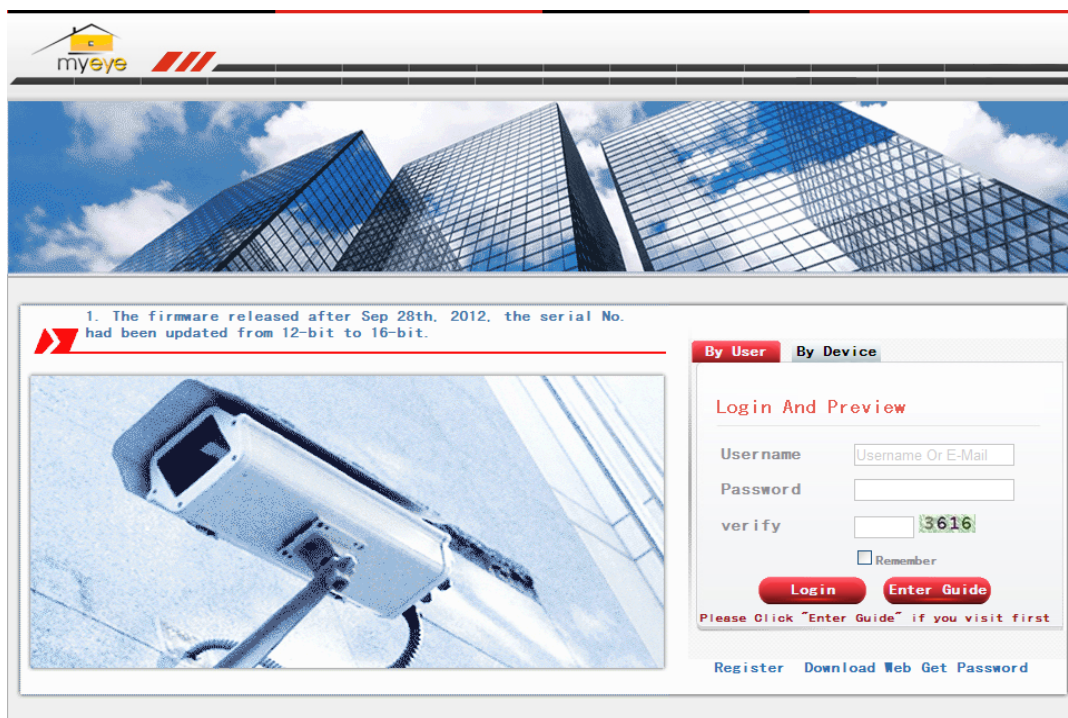 myeye
1. The firmware released after Sep 28th, 2012, the serial No.
had been updated from 12-bit to 16-bit.
By User By Device
Login And Preview
Username Username Or E-Mail
Password
verify 3616
Remember
Login Enter Guide
Please Click "Enter Guide" if you visit first
Register Download Web Get Password